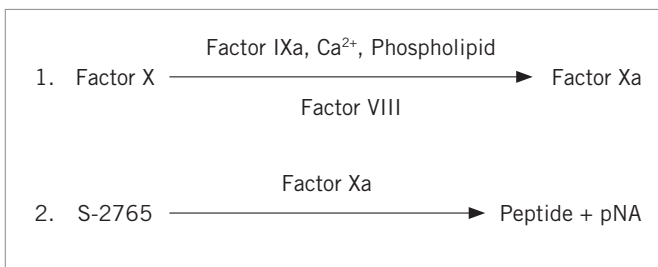 Factor IXa, Ca²⁺, Phospholipid
1. Factor X Factor Xa
Factor VIII
Factor Xa
2. S-2765 Peptide + pNA